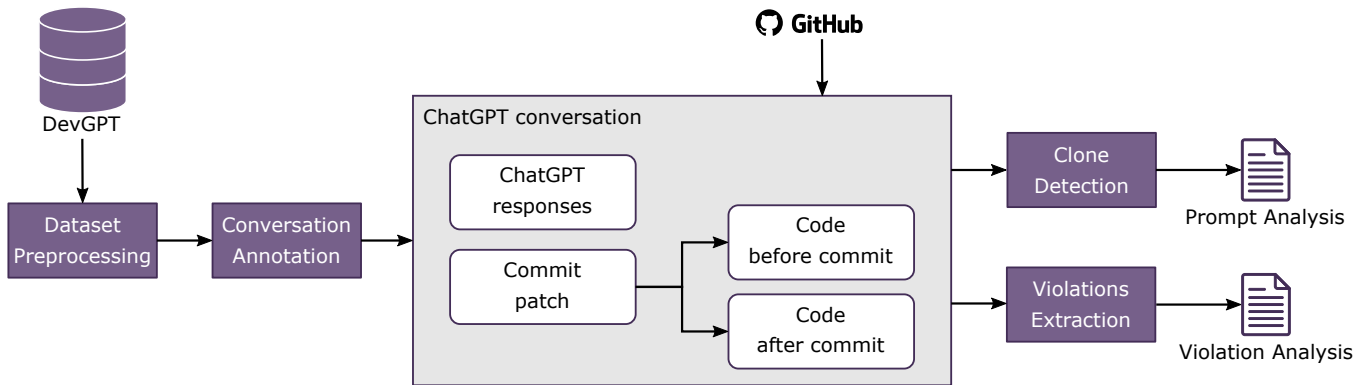 GitHub
DevGPT
ChatGPT conversation
ChatGPT
responses
Clone
Detection
Prompt Analysis
Dataset
Preprocessing
Conversation
Annotation
Code
before commit
Commit
patch
Code
after commit
Violations
Extraction
Violation Analysis